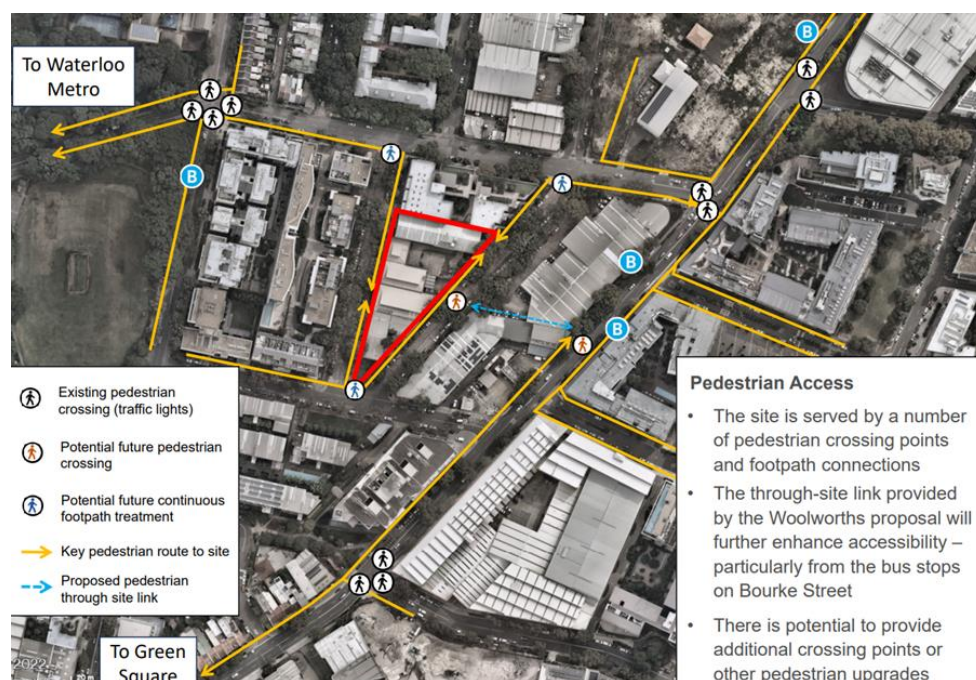 To Waterloo
Metro
B
B
B
B
Existing pedestrian
crossing (traffic lights)
Potential future pedestrian
crossing
Potential future continuous
footpath treatment
Key pedestrian route to site
Proposed pedestrian
through site link
To Green
Square
2022
20 m
Pedestrian Access
• The site is served by a number
of pedestrian crossing points
and footpath connections
• The through-site link provided
by the Woolworths proposal will
further enhance accessibility –
particularly from the bus stops
on Bourke Street
• There is potential to provide
additional crossing points or
other pedestrian upgrades